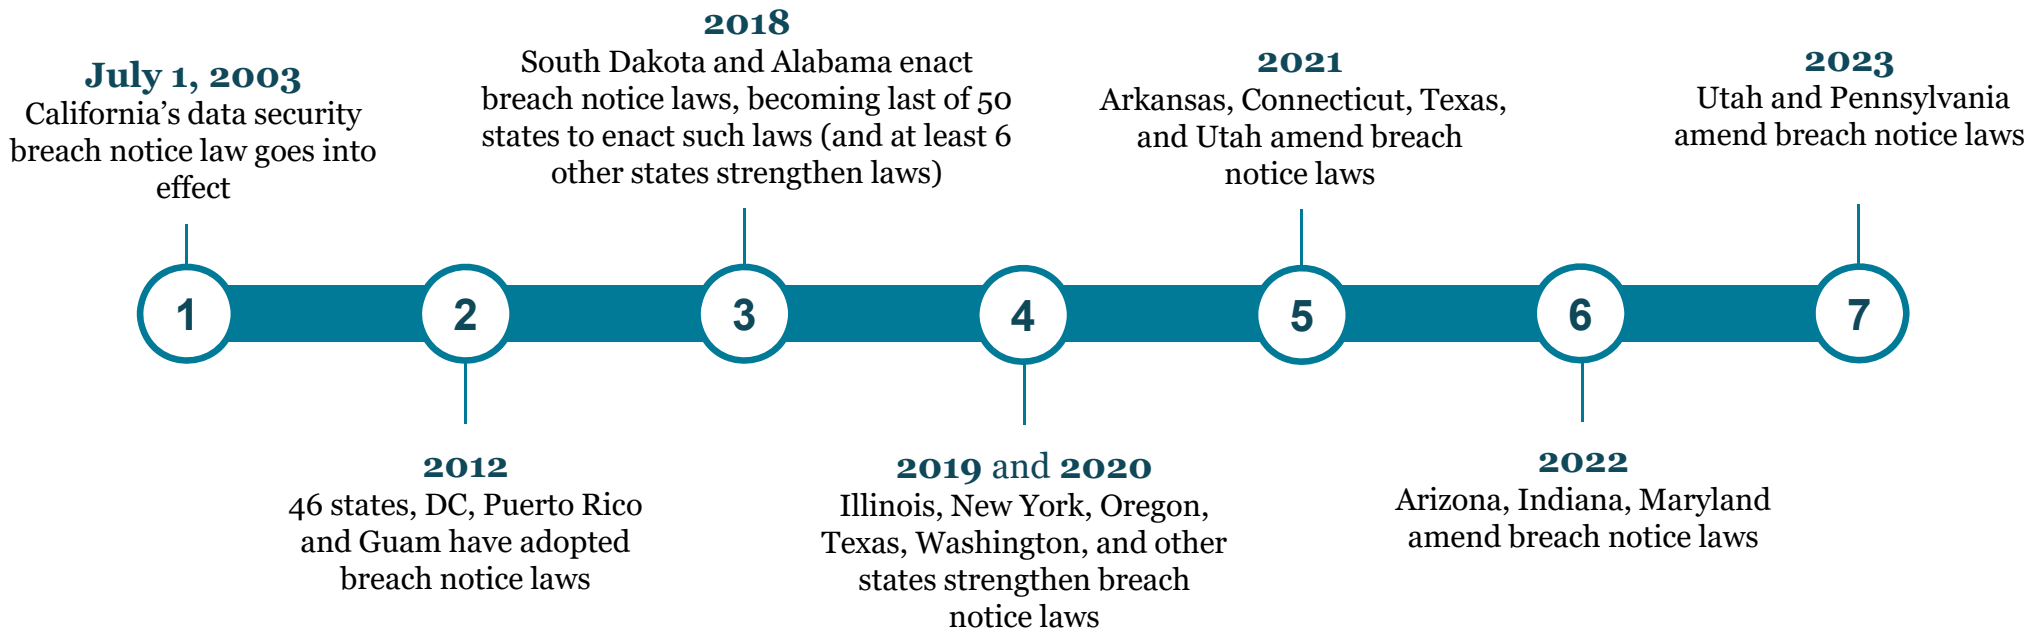 July 1, 2003
California’s data security
breach notice law goes into
effect
2018
South Dakota and Alabama enact
breach notice laws, becoming last of 50
states to enact such laws (and at least 6
other states strengthen laws)
2021
Arkansas, Connecticut, Texas,
and Utah amend breach
notice laws
2023
Utah and Pennsylvania
amend breach notice laws
1
2
3
4
5
6
7
2012
46 states, DC, Puerto Rico
and Guam have adopted
breach notice laws
2019 and 2020
Illinois, New York, Oregon,
Texas, Washington, and other
states strengthen breach
notice laws
2022
Arizona, Indiana, Maryland
amend breach notice laws